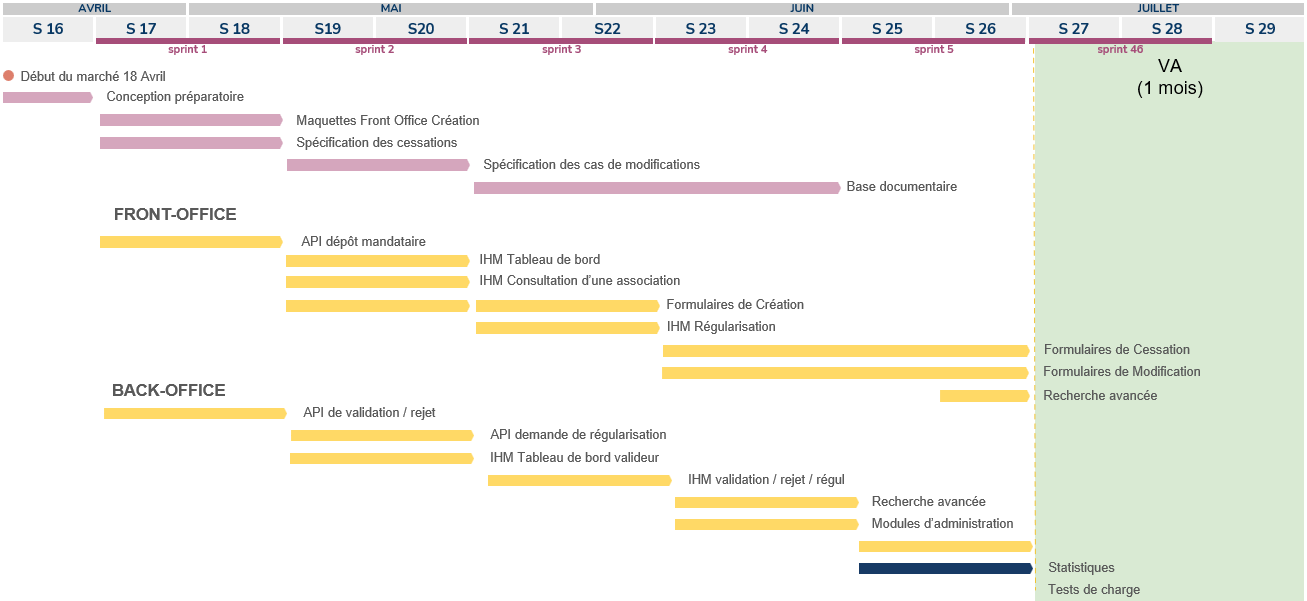 AVRIL MAI JUIN JUILLET
S 16 S 17 S 18 S19 S20 S 21 S22 S 23 S 24 S 25 S 26 S 27 S 28 S 29
sprint 1 sprint 2 sprint 3 sprint 4 sprint 5 sprint 46
VA
(1 mois)
Début du marché 18 Avril
Conception préparatoire
Maquettes Front Office Création
Spécification des cessations
Spécification des cas de modifications
Base documentaire
FRONT-OFFICE
API dépôt mandataire
IHM Tableau de bord
IHM Consultation d'une association
Formulaires de Création
IHM Régularisation
Formulaires de Cessation
Formulaires de Modification
Recherche avancée
BACK-OFFICE
API de validation / rejet
API demande de régularisation
IHM Tableau de bord valideur
IHM validation / rejet / régul
Recherche avancée
Modules d'administration
Statistiques
Tests de charge